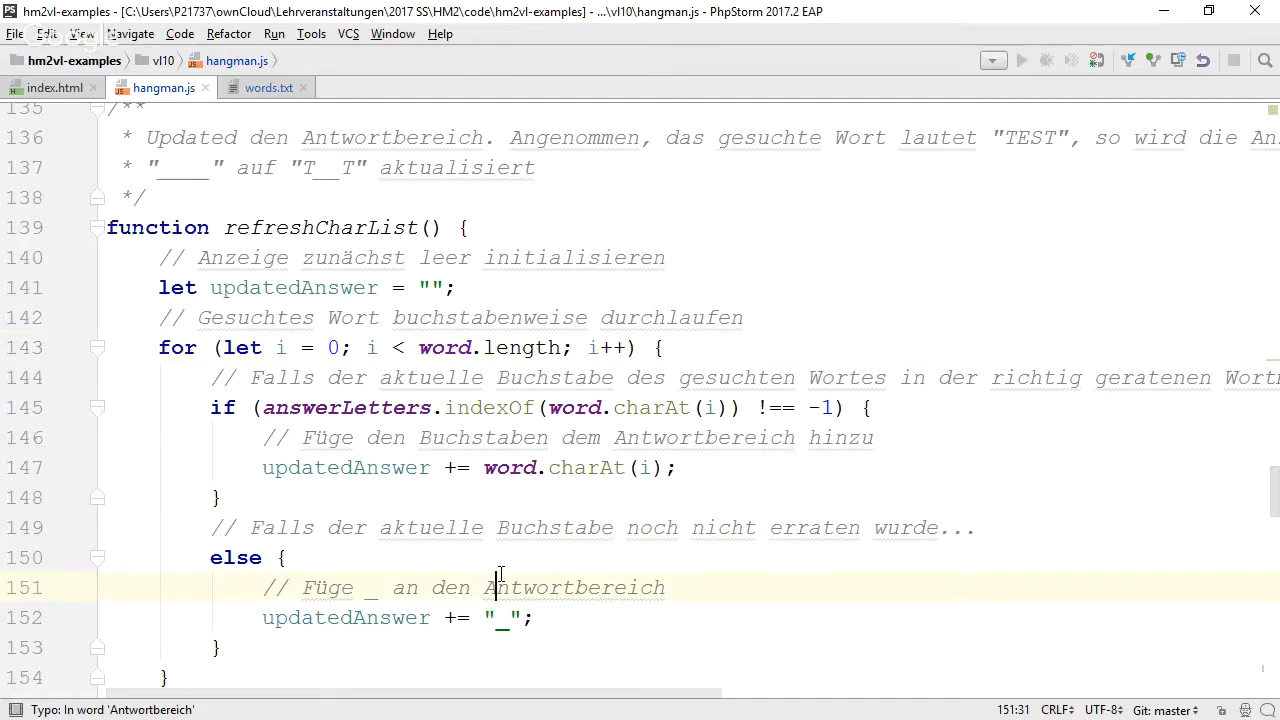 hm2vl-examples - [C:\Users\P21737\ownCloud\Lehrveranstaltungen\2017 SS\HM2\code\hm2vl-examples] - ...\vl10\hangman.js - PhpStorm 2017.2 EAP
File Edit View Navigate Code Refactor Run Tools VCS Window Help
Google
hm2vl-examples vl10 hangman.js
index.html hangman.js words.txt
135 /**
136 * Updated den Antwortbereich. Angenommen, das gesuchte Wort lautet "TEST", so wird die
137 * "____" auf "T__T" aktualisiert
138 */
139 function refreshCharList() {
140 // Anzeige zunächst leer initialisieren
141 let updatedAnswer = "";
142 // Gesuchtes Wort buchstabenweise durchlaufen
143 for (let i = 0; i < word.length; i++) {
144 // Falls der aktuelle Buchstabe des gesuchten Wortes in der richtig geratenen
145 if (answerLetters.indexOf(word.charAt(i)) !== -1) {
146 // Füge den Buchstaben dem Antwortbereich hinzu
147 updatedAnswer += word.charAt(i);
148 }
149 // Falls der aktuelle Buchstabe noch nicht erraten wurde...
150 else {
151 // Füge _ an den Antwortbereich
152 updatedAnswer += "_";
153 }
154 }
Typo: In word 'Antwortbereich' 151:31 CRLF UTF-8 Git: master